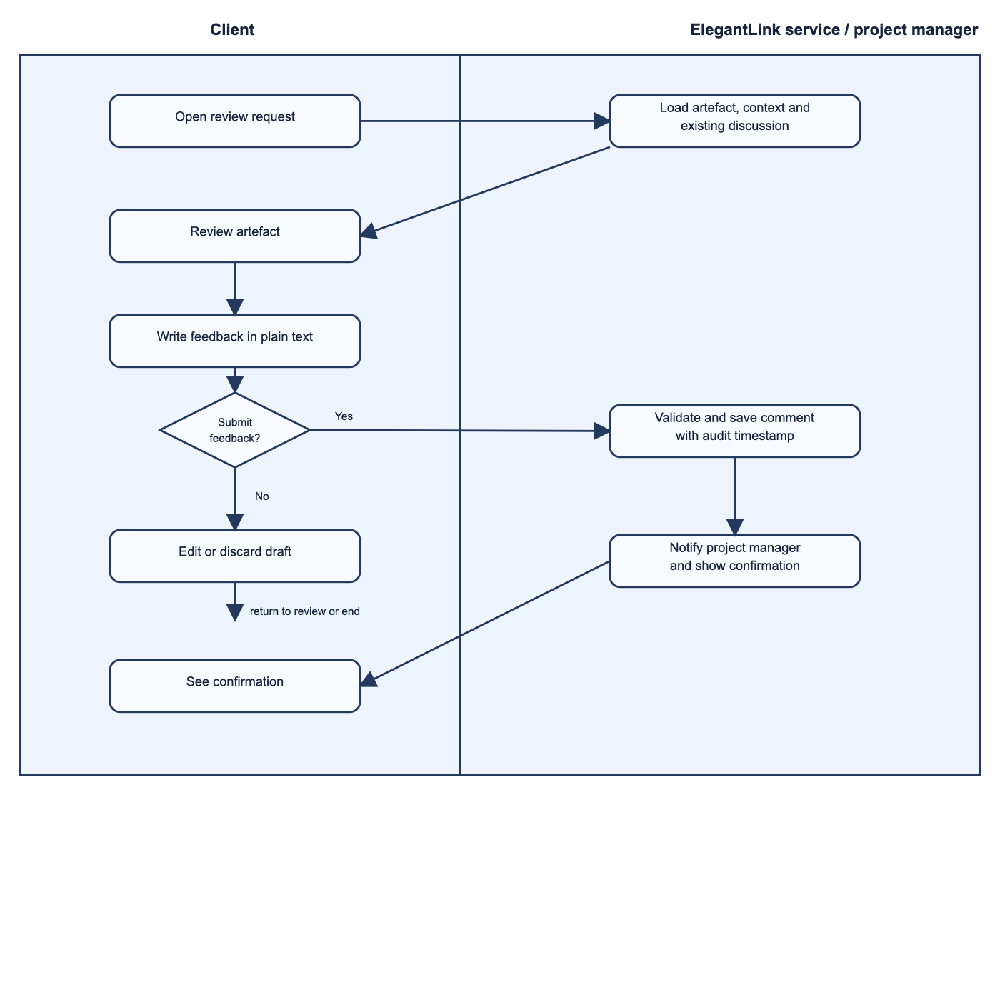 Client
ElegantLink service / project manager
Open review request
Load artefact, context and
existing discussion
Review artefact
Write feedback in plain text
Submit
feedback?
Yes
Validate and save comment
with audit timestamp
No
Edit or discard draft
Notify project manager
and show confirmation
return to review or end
See confirmation